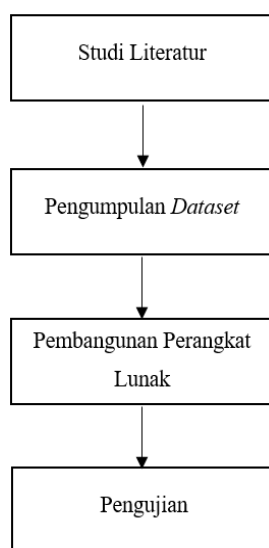 Studi Literatur
Pengumpulan Dataset
Pembangunan Perangkat
Lunak
Pengujian